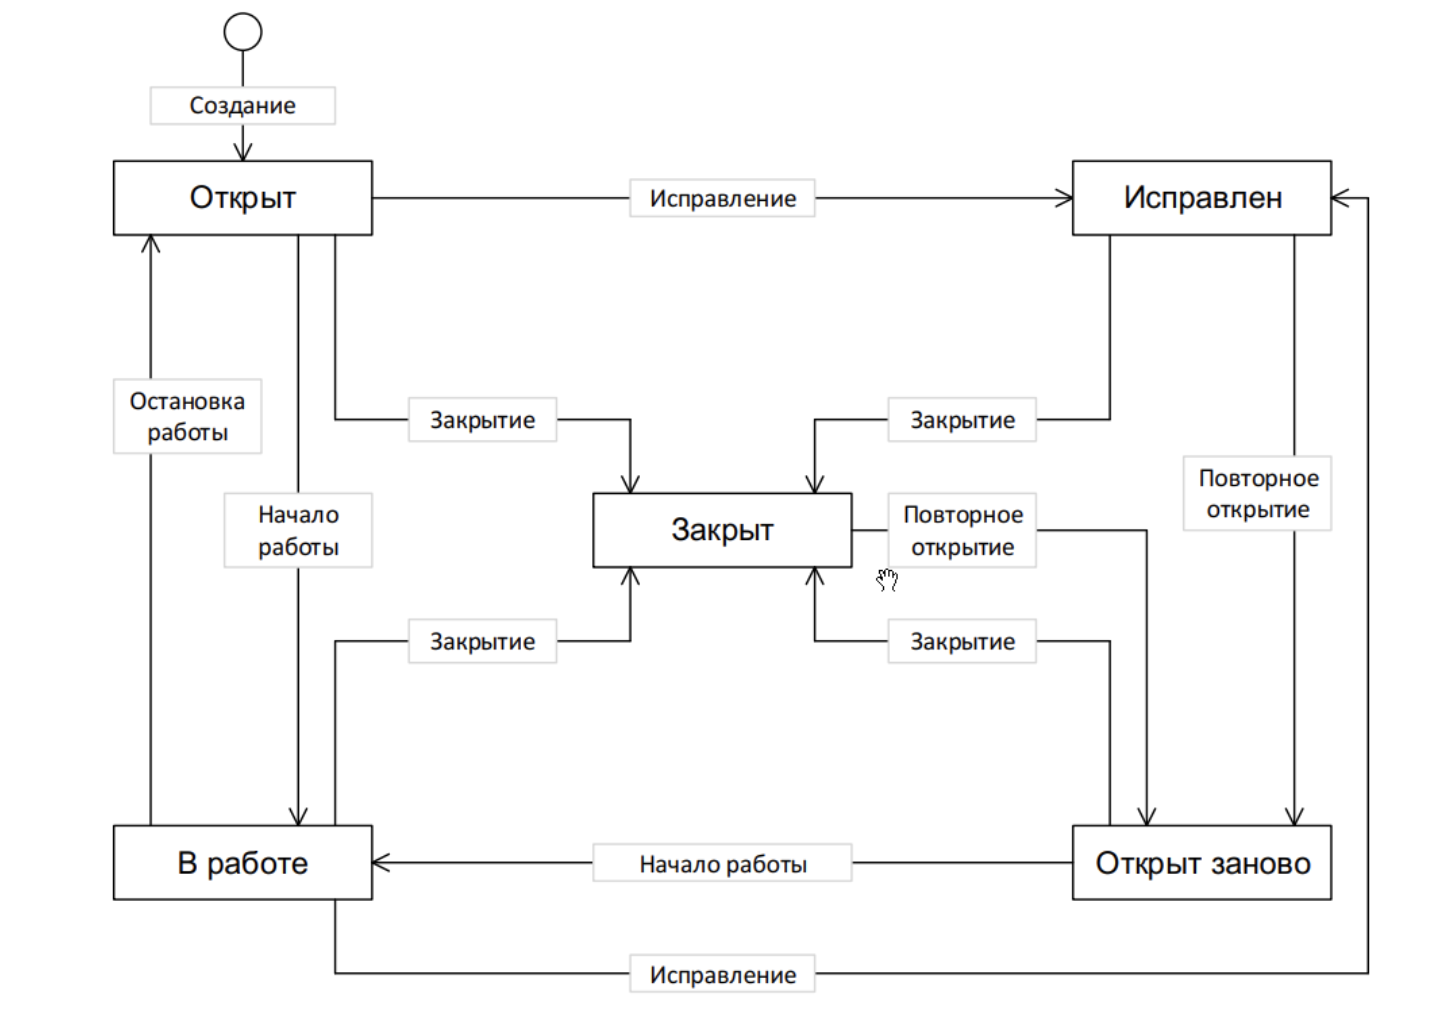 Создание
Открыт
Исправление
Исправлен
Остановка
работы
Закрытие
Закрытие
Повторное
открытие
Начало
работы
Закрыт
Повторное
открытие
Закрытие
Закрытие
В работе
Начало работы
Открыт заново
Исправление